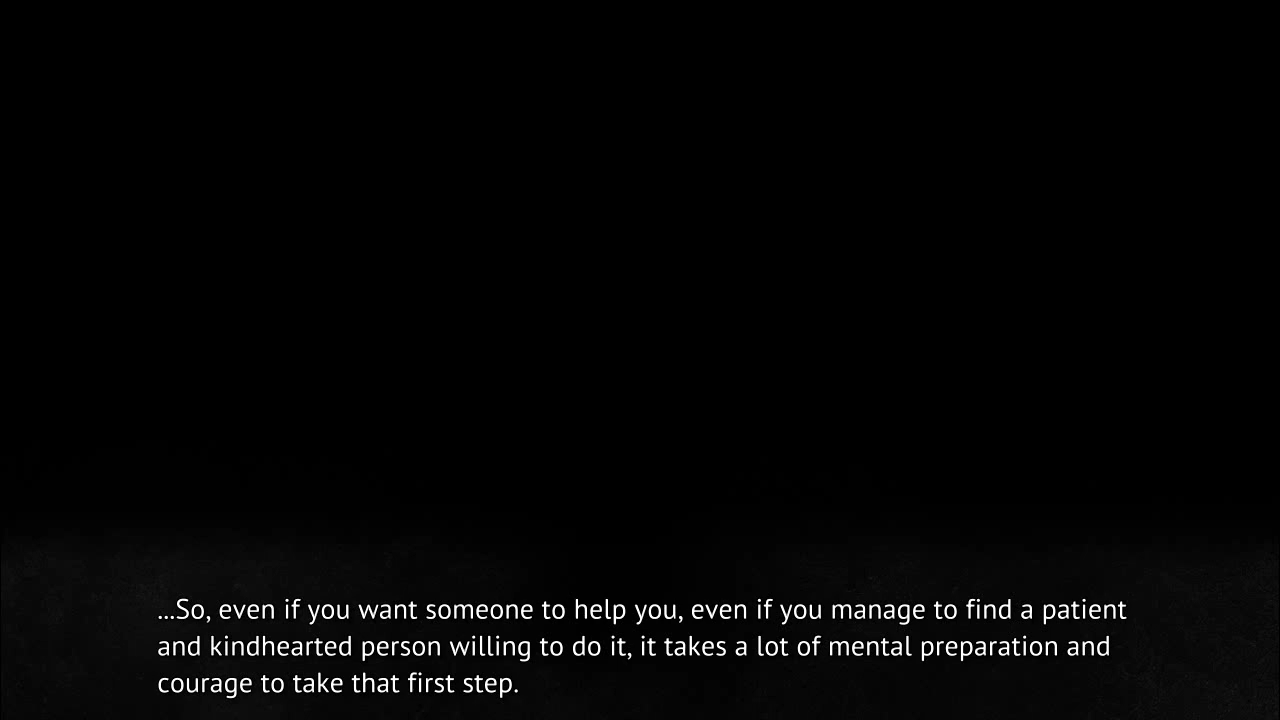 ...So, even if you want someone to help you, even if you manage to find a patient
and kindhearted person willing to do it, it takes a lot of mental preparation and
courage to take that first step.